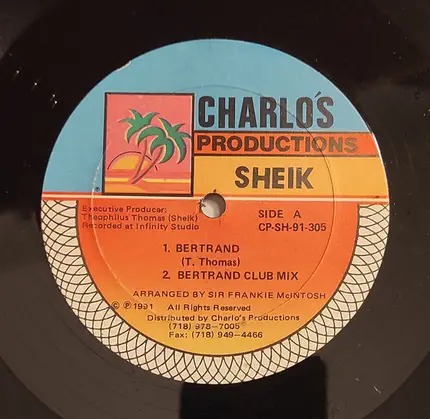 CHARLO'S
PRODUCTIONS
SHEIK
Executive Producer:
Theophilus Thomas (Sheik)
Recorded at Infinity Studio
SIDE A
CP-SH-91-305
1. BERTRAND
(T. Thomas)
2. BERTRAND CLUB MIX
ARRANGED BY SIR FRANKIE McINTOSH
© ℗ 1991 All Rights Reserved
Distributed by Charlo's Productions
(718) 978-7005
Fax: (718) 949-4466